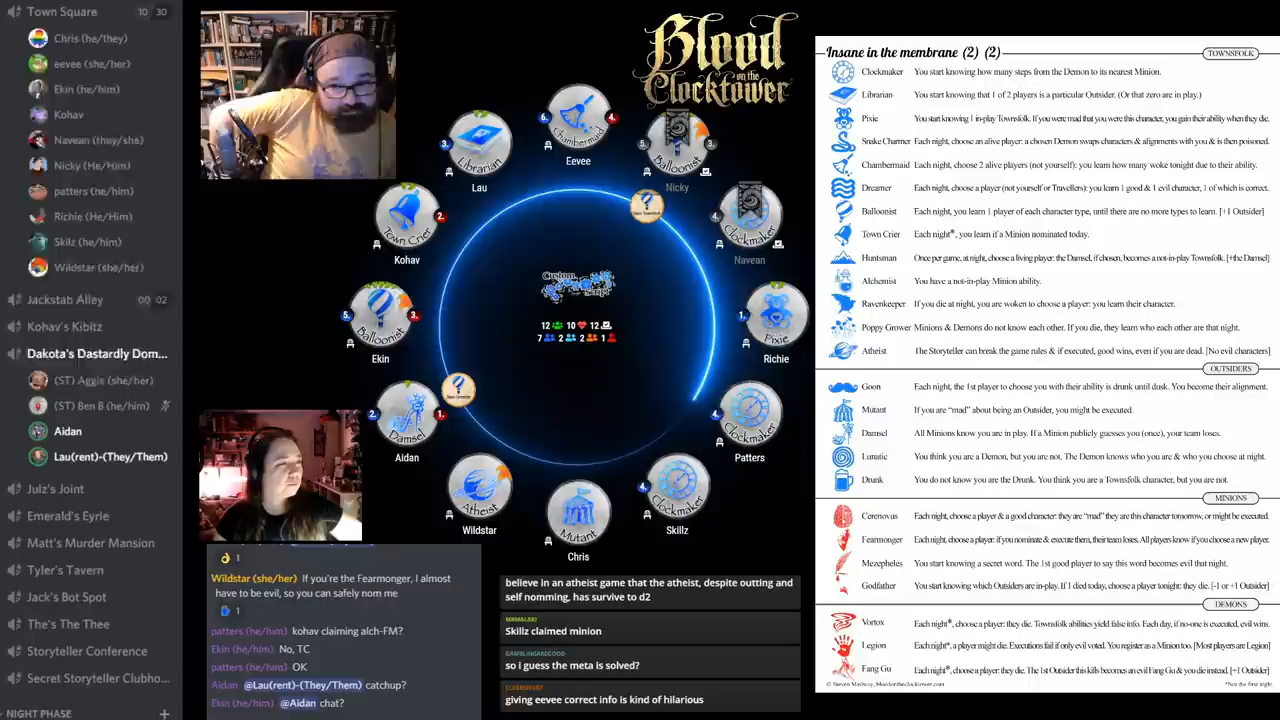 Town Square 10 30
Chris (he/they)
eevee (she/her)
Ekin (he/him)
Kohav
Navean (they/she)
Nicky (He/Him)
patters (he/him)
Richie (He/Him)
Skilz (he/him)
Wildstar (she/her)
Jackstab Alley 00 02
Kohav's Kibitz
Dakota's Dastardly Dom...
(ST) Aggie (she/her)
(ST) Ben B (he/him)
Aidan
Lau(rent)-(They/Them)
Julz's Joint
Emerald's Eyrie
Matt's Murder Mansion
Tyler's Tavern
Jack's Bot Spot
The's The Thee
Storyteller Conference
Secret Storyteller Clubho...
NIGHT PHASE +
Blood
on the
Clocktower
6. Chambermaid 4.
Eevee
5. Balloonist 3.
Nicky
4. Clockmaker
Navean
1. Pixie
Richie
4. Clockmaker
Patters
4. Clockmaker
Skillz
Mutant
Chris
Atheist
Wildstar
2. Damsel 1.
Aidan
5. Balloonist 3.
Ekin
Town Crier 2.
Kohav
3. Librarian
Lau
Custom
Script
12 10 12
7 2 2 1
1
Wildstar (she/her) If you're the Fearmonger, I almost
have to be evil, so you can safely nom me
1
patters (he/him) kohav claiming alch-FM?
Ekin (he/him) No, TC
patters (he/him) OK
Aidan @Lau(rent)-(They/Them) catchup?
Ekin (he/him) @Aidan chat?
believe in an atheist game that the atheist, despite outting and
self nomming, has survive to d2
Skillz claimed minion
GAMBLINGASGOOD
so i guess the meta is solved?
giving eevee correct info is kind of hilarious
Insane in the membrane (2) (2)
TOWNSFOLK
Clockmaker You start knowing how many steps from the Demon to its nearest Minion.
Librarian You start knowing that 1 of 2 players is a particular Outsider. (Or that zero are in play.)
Pixie You start knowing 1 in-play Townsfolk. If you were mad that you were this character, you gain their ability when they die.
Snake Charmer Each night, choose an alive player: a chosen Demon swaps characters & alignments with you & is then poisoned.
Chambermaid Each night, choose 2 alive players (not yourself): you learn how many woke tonight due to their ability.
Dreamer Each night, choose a player (not yourself or Travellers): you learn 1 good & 1 evil character, 1 of which is correct.
Balloonist Each night, you learn 1 player of each character type, until there are no more types to learn. [+1 Outsider]
Town Crier Each night*, you learn if a Minion nominated today.
Huntsman Once per game, at night, choose a living player: the Damsel, if chosen, becomes a not-in-play Townsfolk. [+the Damsel]
Alchemist You have a not-in-play Minion ability.
Ravenkeeper If you die at night, you are woken to choose a player: you learn their character.
Poppy Grower Minions & Demons do not know each other. If you die, they learn who each other are that night.
Atheist The Storyteller can break the game rules & if executed, good wins, even if you are dead. [No evil characters]
OUTSIDERS
Goon Each night, the 1st player to choose you with their ability is drunk until dusk. You become their alignment.
Mutant If you are "mad" about being an Outsider, you might be executed.
Damsel All Minions know you are in play. If a Minion publicly guesses you (once), your team loses.
Lunatic You think you are a Demon, but you are not. The Demon knows who you are & who you choose at night.
Drunk You do not know you are the Drunk. You think you are a Townsfolk character, but you are not.
MINIONS
Cerenovus Each night, choose a player & a good character: they are "mad" they are this character tomorrow, or might be executed.
Fearmonger Each night, choose a player: if you nominate & execute them, their team loses. All players know if you choose a new player.
Mezepheles You start knowing a secret word. The 1st good player to say this word becomes evil that night.
Godfather You start knowing which Outsiders are in-play. If 1 died today, choose a player tonight: they die. [-1 or +1 Outsider]
DEMONS
Vortox Each night*, choose a player: they die. Townsfolk abilities yield false info. Each day, if no-one is executed, evil wins.
Legion Each night*, a player might die. Executions fail if only evil voted. You register as a Minion too. [Most players are Legion]
Fang Gu Each night*, choose a player: they die. The 1st Outsider this kills becomes an evil Fang Gu & you die instead. [+1 Outsider]
© Steven Medway, bloodontheclocktower.com *Not the first night